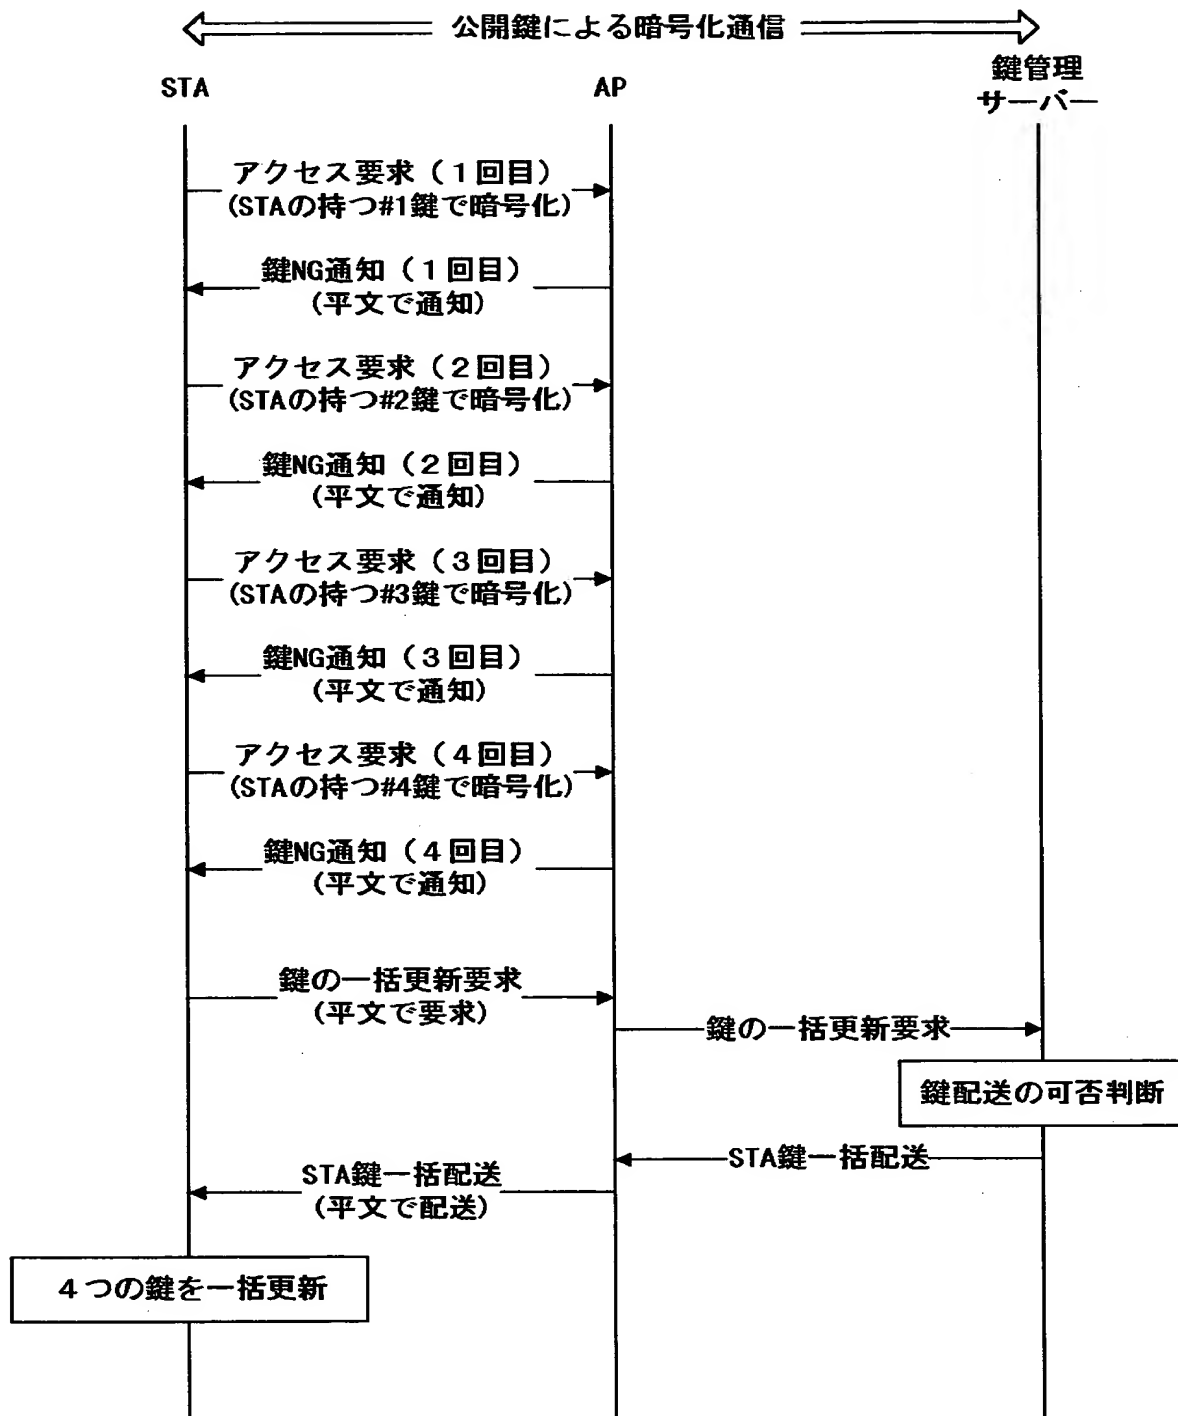 公開鍵による暗号化通信
STA
AP
鍵管理
サーバー
アクセス要求（１回目）
(STAの持つ#1鍵で暗号化)
鍵NG通知（１回目）
(平文で通知)
アクセス要求（２回目）
(STAの持つ#2鍵で暗号化)
鍵NG通知（２回目）
(平文で通知)
アクセス要求（３回目）
(STAの持つ#3鍵で暗号化)
鍵NG通知（３回目）
(平文で通知)
アクセス要求（４回目）
(STAの持つ#4鍵で暗号化)
鍵NG通知（４回目）
(平文で通知)
鍵の一括更新要求
(平文で要求)
鍵の一括更新要求
鍵配送の可否判断
STA鍵一括配送
STA鍵一括配送
(平文で配送)
４つの鍵を一括更新